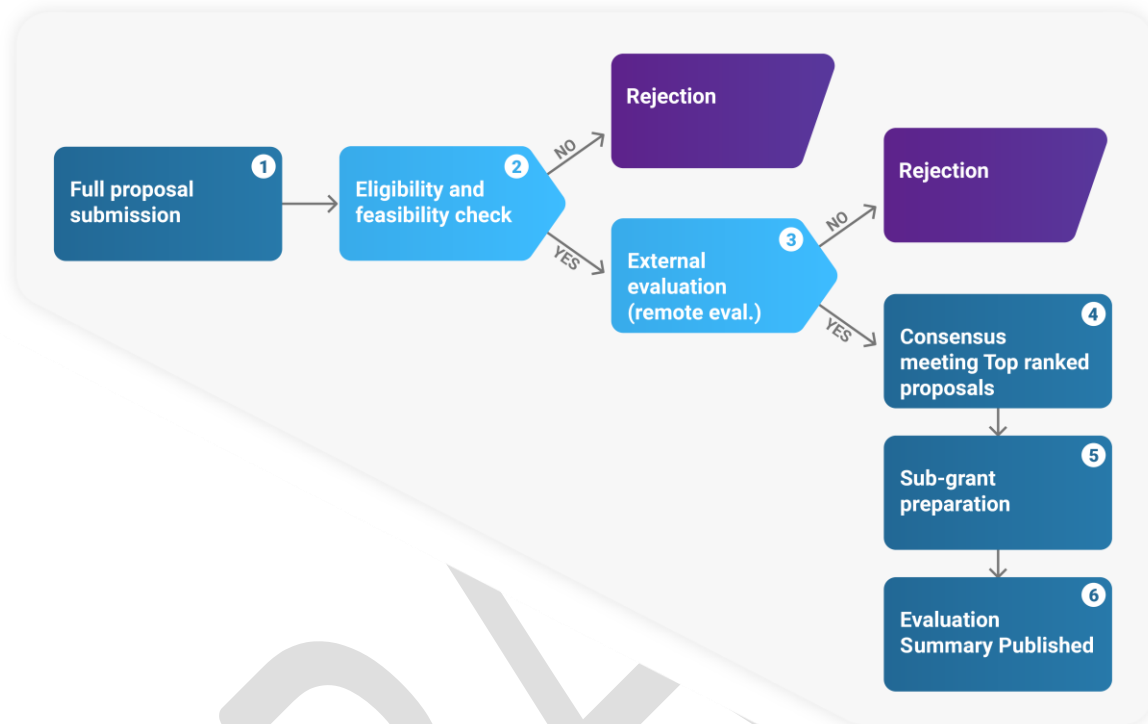 1
Full proposal
submission
2
Eligibility and
feasibility check
NO
Rejection
YES
3
External
evaluation
(remote eval.)
NO
Rejection
YES
4
Consensus
meeting Top ranked
proposals
5
Sub-grant
preparation
6
Evaluation
Summary Published